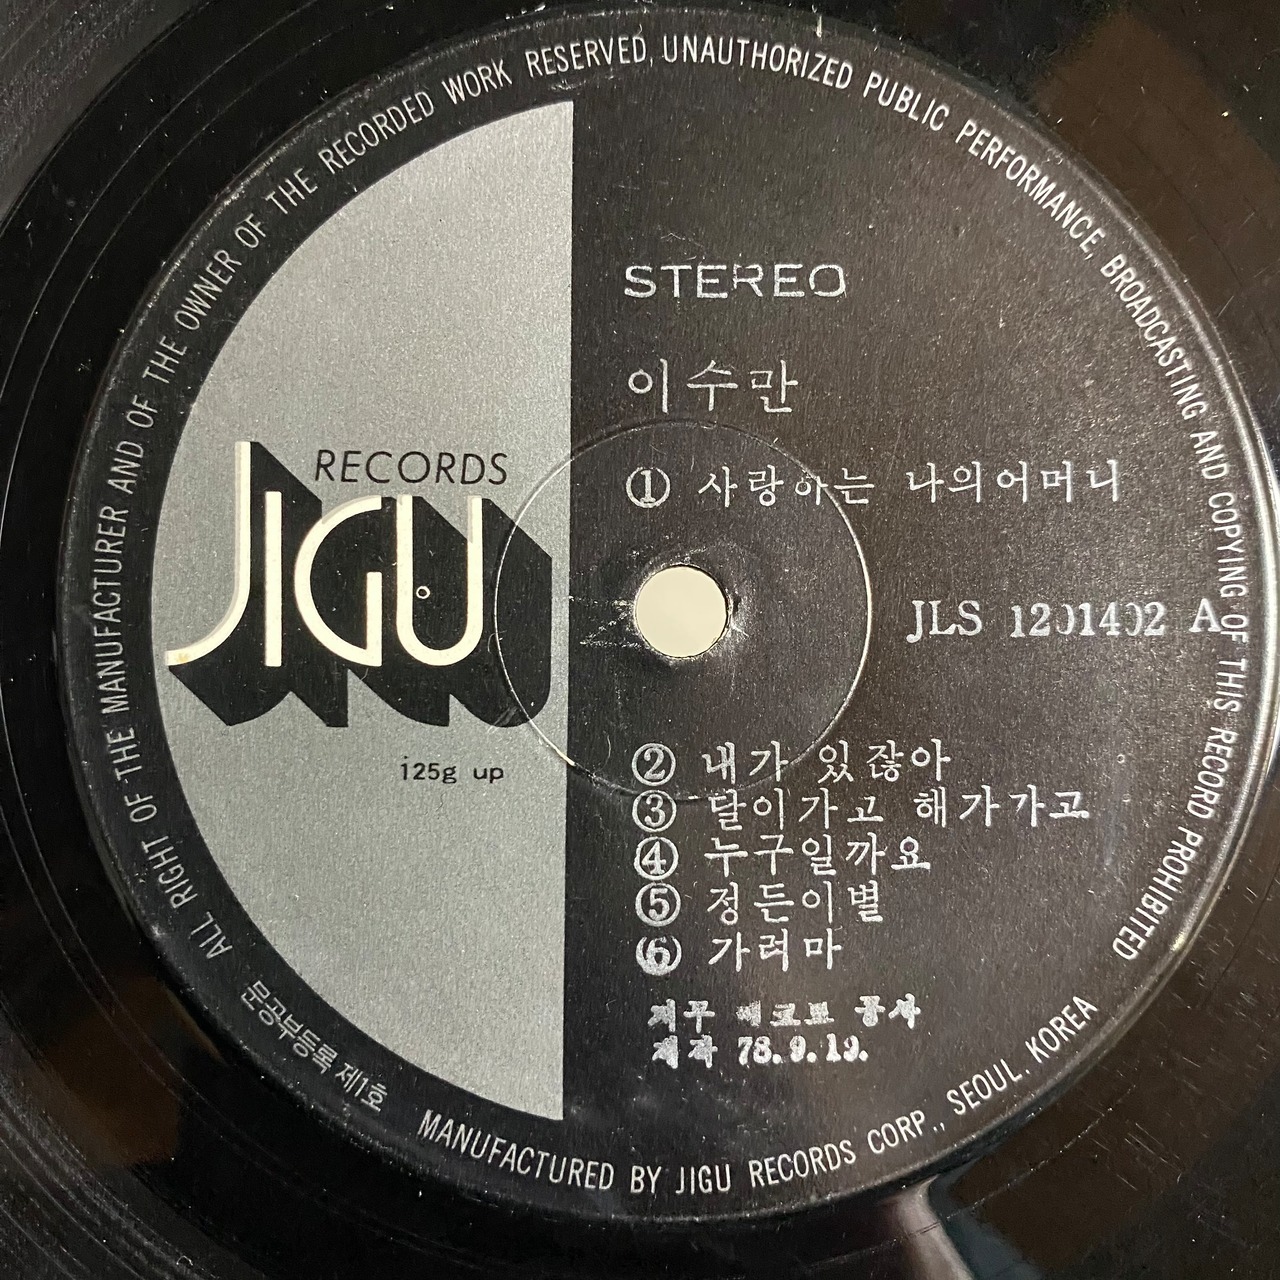 ALL RIGHT OF THE MANUFACTURER AND OF THE OWNER OF THE RECORDED WORK RESERVED, UNAUTHORIZED PUBLIC PERFORMANCE, BROADCASTING AND COPYING OF THIS RECORD PROHIBITED
STEREO
이수만
RECORDS
JIGU
① 사랑하는 나의어머니
JLS 1201402 A
125g up
② 내가 있잖아
③ 달이가고 해가가고
④ 누구일까요
⑤ 정든이별
⑥ 가려마
지구 레코드 공사
제작 78.9.19.
문공부등록 제1호
MANUFACTURED BY JIGU RECORDS CORP., SEOUL, KOREA